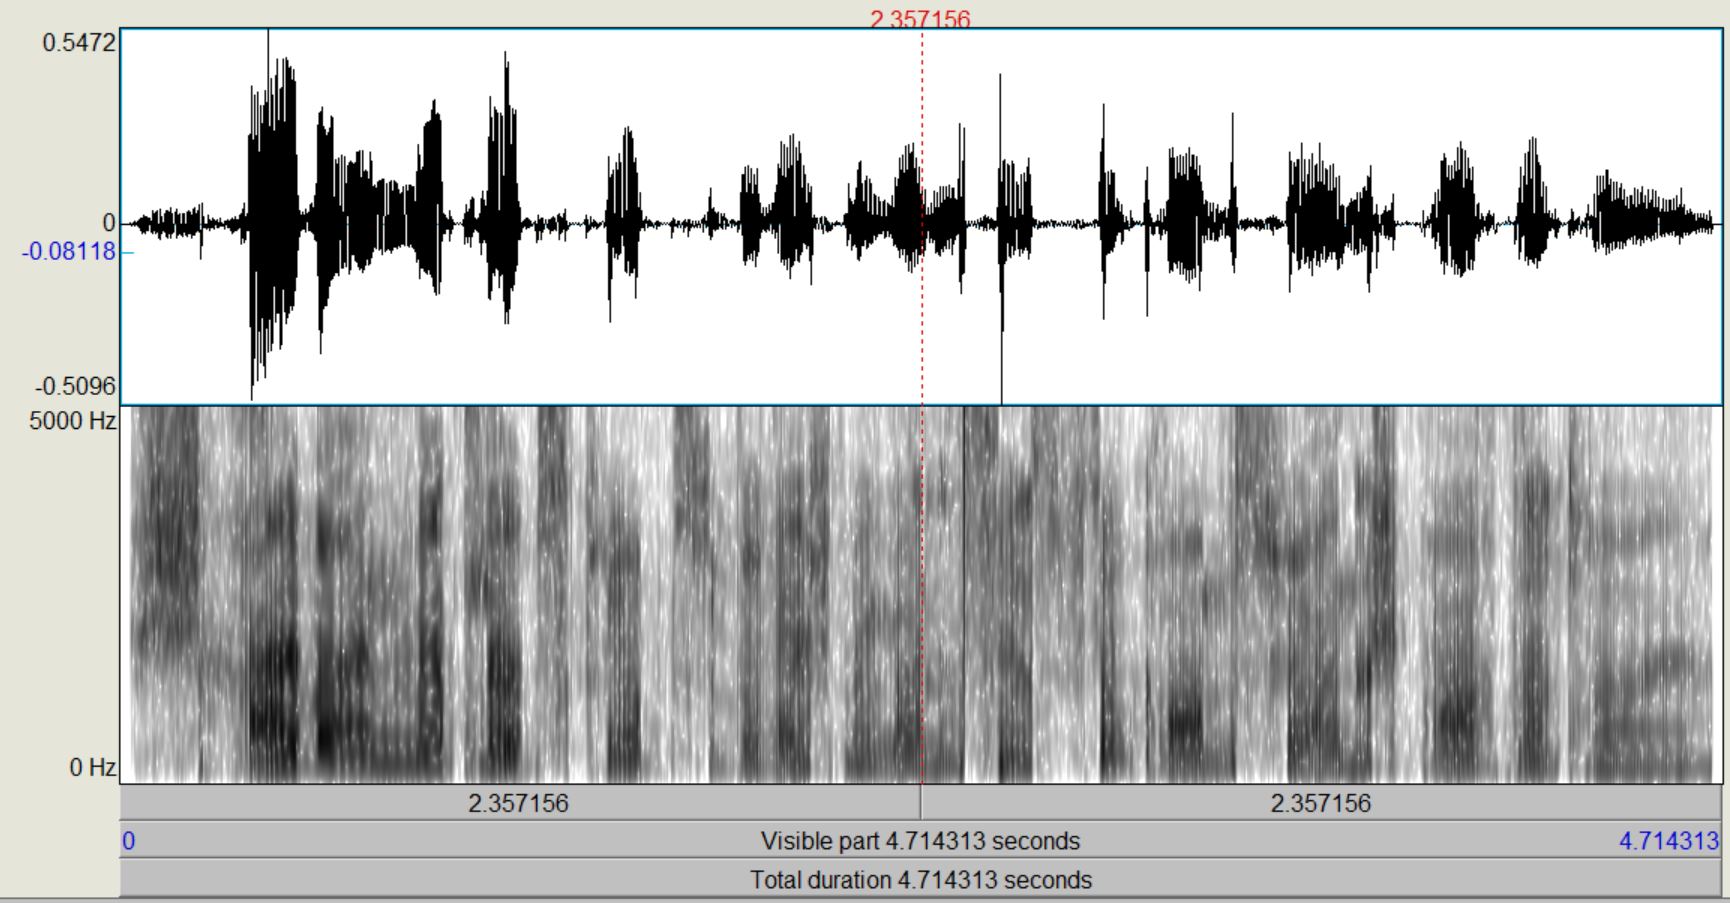 2.357156
0.5472
0
-0.08118
-0.5096
5000 Hz
0 Hz
2.357156 2.357156
0 Visible part 4.714313 seconds 4.714313
Total duration 4.714313 seconds